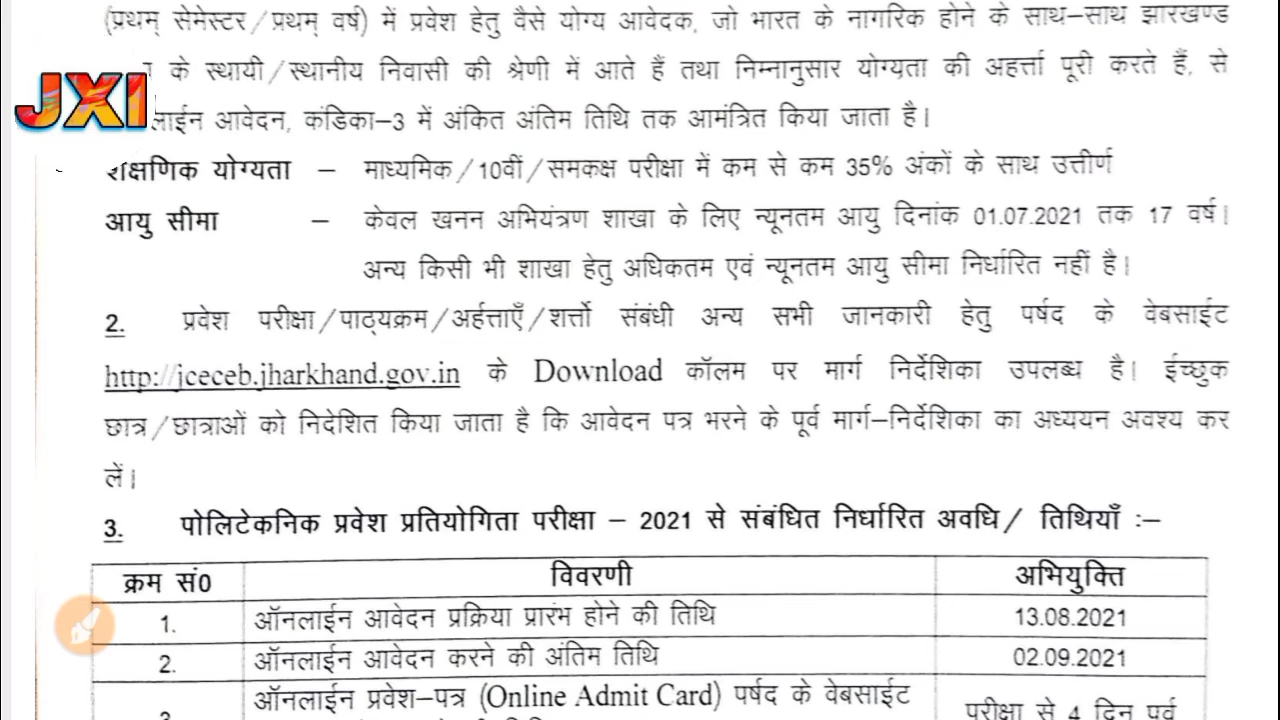 (प्रथम् सेमेस्टर/प्रथम् वर्ष) में प्रवेश हेतु वैसे योग्य आवेदक, जो भारत के नागरिक होने के साथ–साथ झारखण्ड
के स्थायी/स्थानीय निवासी की श्रेणी में आते हैं तथा निम्नानुसार योग्यता की अहर्त्ता पूरी करते हैं, से
JXI
आवेदन, कंडिका–3 में अंकित अंतिम तिथि तक आमंत्रित किया जाता है।
योग्यता – माध्यमिक/10वीं/समकक्ष परीक्षा में कम से कम 35% अंकों के साथ उत्तीर्ण
आयु सीमा – केवल खनन अभियंत्रण शाखा के लिए न्यूनतम आयु दिनांक 01.07.2021 तक 17 वर्ष।
अन्य किसी भी शाखा हेतु अधिकतम एवं न्यूनतम आयु सीमा निर्धारित नहीं है।
2. प्रवेश परीक्षा/पाठ्यक्रम/अर्हत्ताएँ/शर्त्तो संबंधी अन्य सभी जानकारी हेतु पर्षद के वेबसाईट
http://jceceb.jharkhand.gov.in के Download कॉलम पर मार्ग निर्देशिका उपलब्ध है। ईच्छुक
छात्र/छात्राओं को निदेशित किया जाता है कि आवेदन पत्र भरने के पूर्व मार्ग–निर्देशिका का अध्ययन अवश्य कर
लें।
3. पोलिटेकनिक प्रवेश प्रतियोगिता परीक्षा – 2021 से संबंधित निर्धारित अवधि/ तिथियाँ :–
क्रम सं0 विवरणी अभियुक्ति
1. ऑनलाईन आवेदन प्रक्रिया प्रारंभ होने की तिथि 13.08.2021
2. ऑनलाईन आवेदन करने की अंतिम तिथि 02.09.2021
ऑनलाईन प्रवेश–पत्र (Online Admit Card) पर्षद के वेबसाईट
परीक्षा से 4 दिन पूर्व